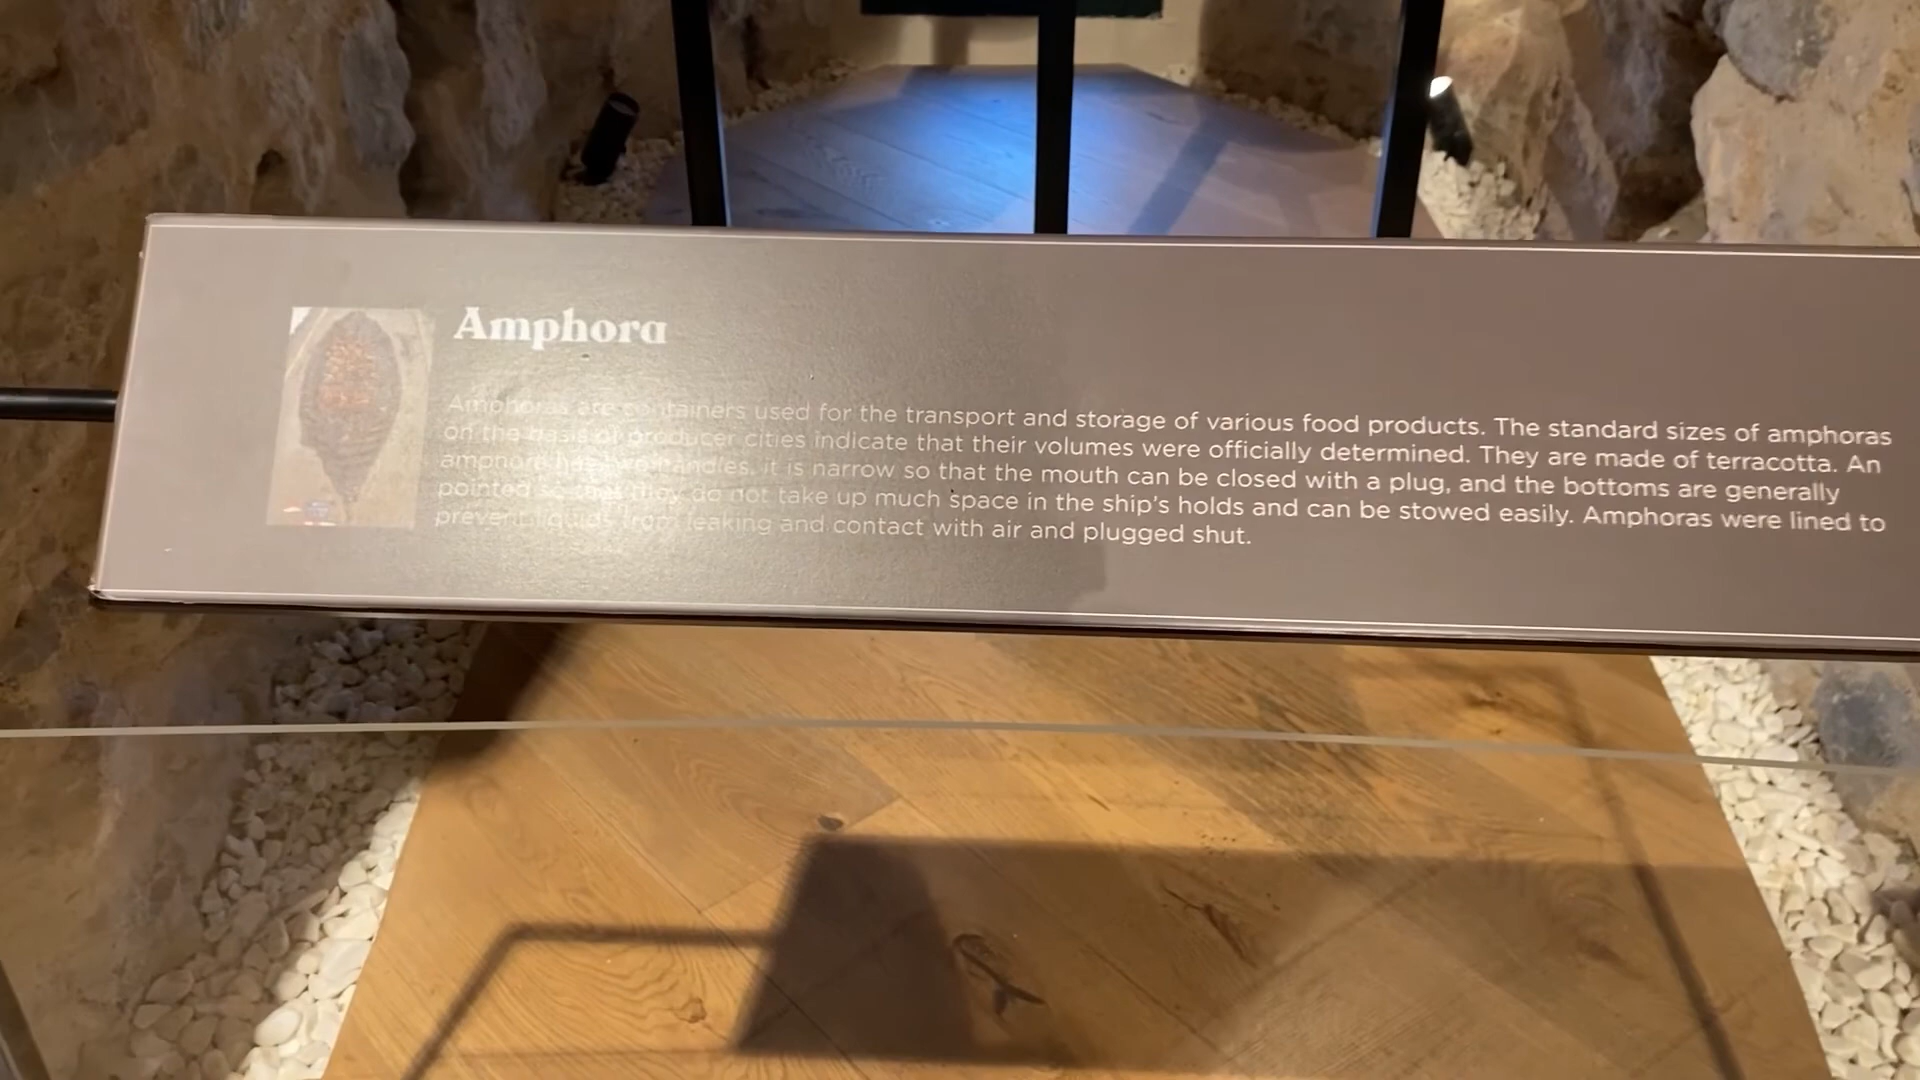 Amphora
Amphoras are containers used for the transport and storage of various food products. The standard sizes of amphoras
on the basis of producer cities indicate that their volumes were officially determined. They are made of terracotta. An
amphora has two handles, it is narrow so that the mouth can be closed with a plug, and the bottoms are generally
pointed so that they do not take up much space in the ship's holds and can be stowed easily. Amphoras were lined to
prevent liquids from leaking and contact with air and plugged shut.